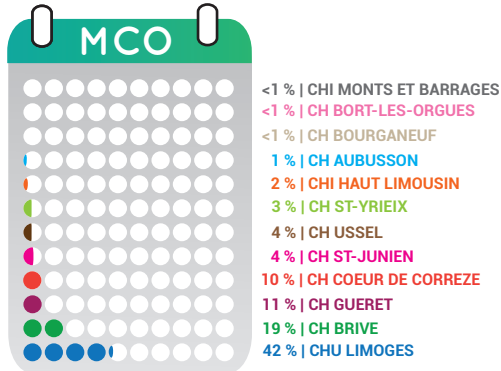 MCO
<1 % | CHI MONTS ET BARRAGES
<1 % | CH BORT-LES-ORGUES
<1 % | CH BOURGANEUF
1 % | CH AUBUSSON
2 % | CHI HAUT LIMOUSIN
3 % | CH ST-YRIEIX
4 % | CH USSEL
4 % | CH ST-JUNIEN
10 % | CH COEUR DE CORREZE
11 % | CH GUERET
19 % | CH BRIVE
42 % | CHU LIMOGES